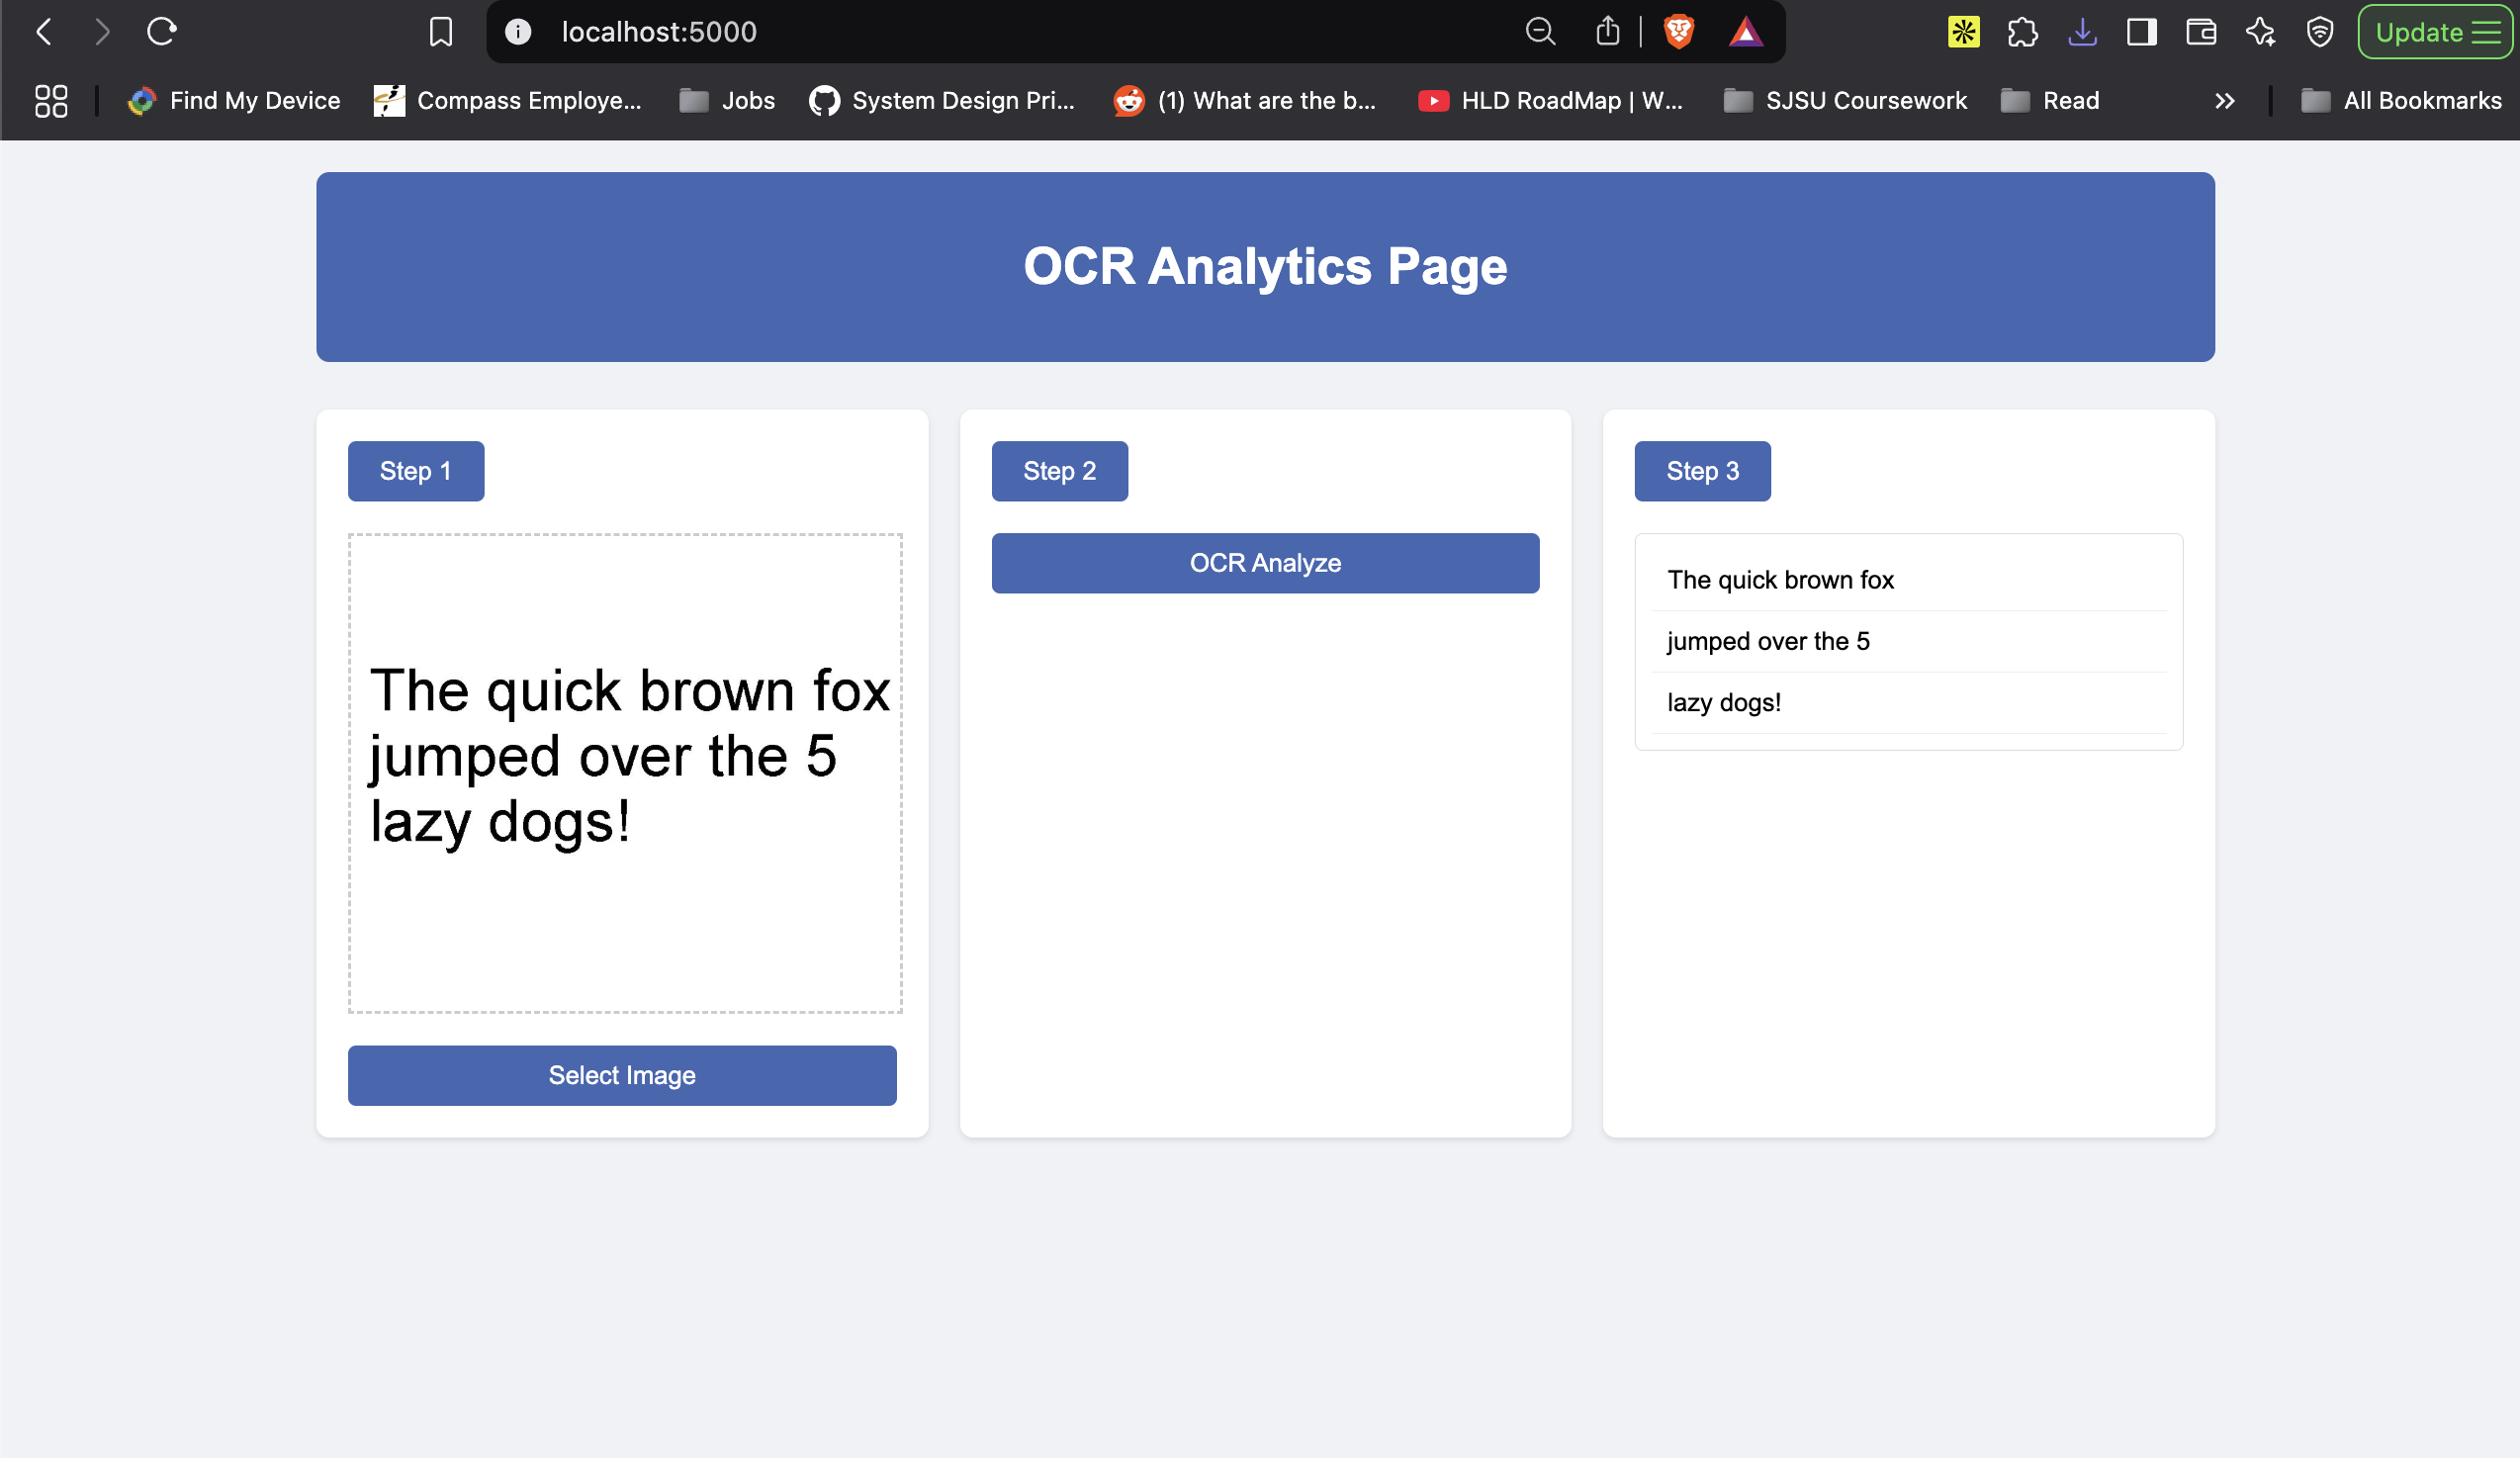 localhost:5000
Update
Find My Device
Compass Employe...
Jobs
System Design Pri...
(1) What are the b...
HLD RoadMap | W...
SJSU Coursework
Read
All Bookmarks
OCR Analytics Page
Step 1
The quick brown fox
jumped over the 5
lazy dogs!
Select Image
Step 2
OCR Analyze
Step 3
The quick brown fox
jumped over the 5
lazy dogs!